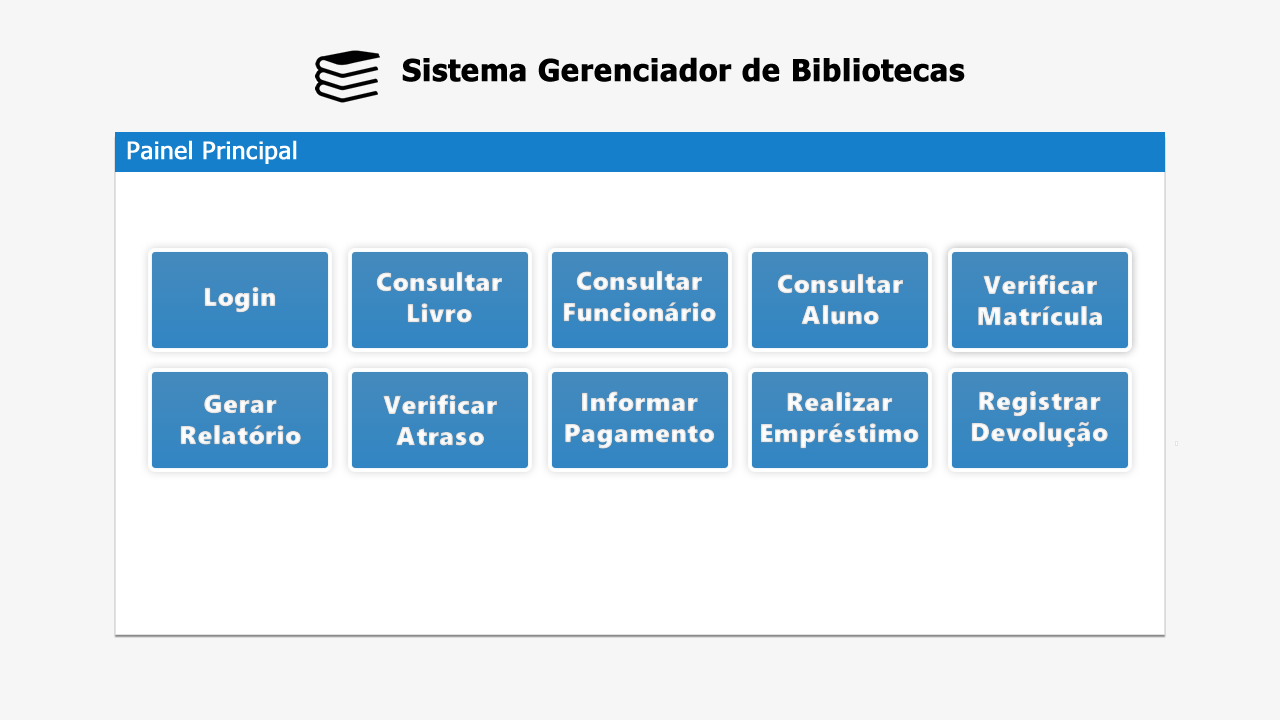 Sistema Gerenciador de Bibliotecas
Painel Principal
Login
Consultar
Livro
Consultar
Funcionário
Consultar
Aluno
Verificar
Matrícula
Gerar
Relatório
Verificar
Atraso
Informar
Pagamento
Realizar
Empréstimo
Registrar
Devolução